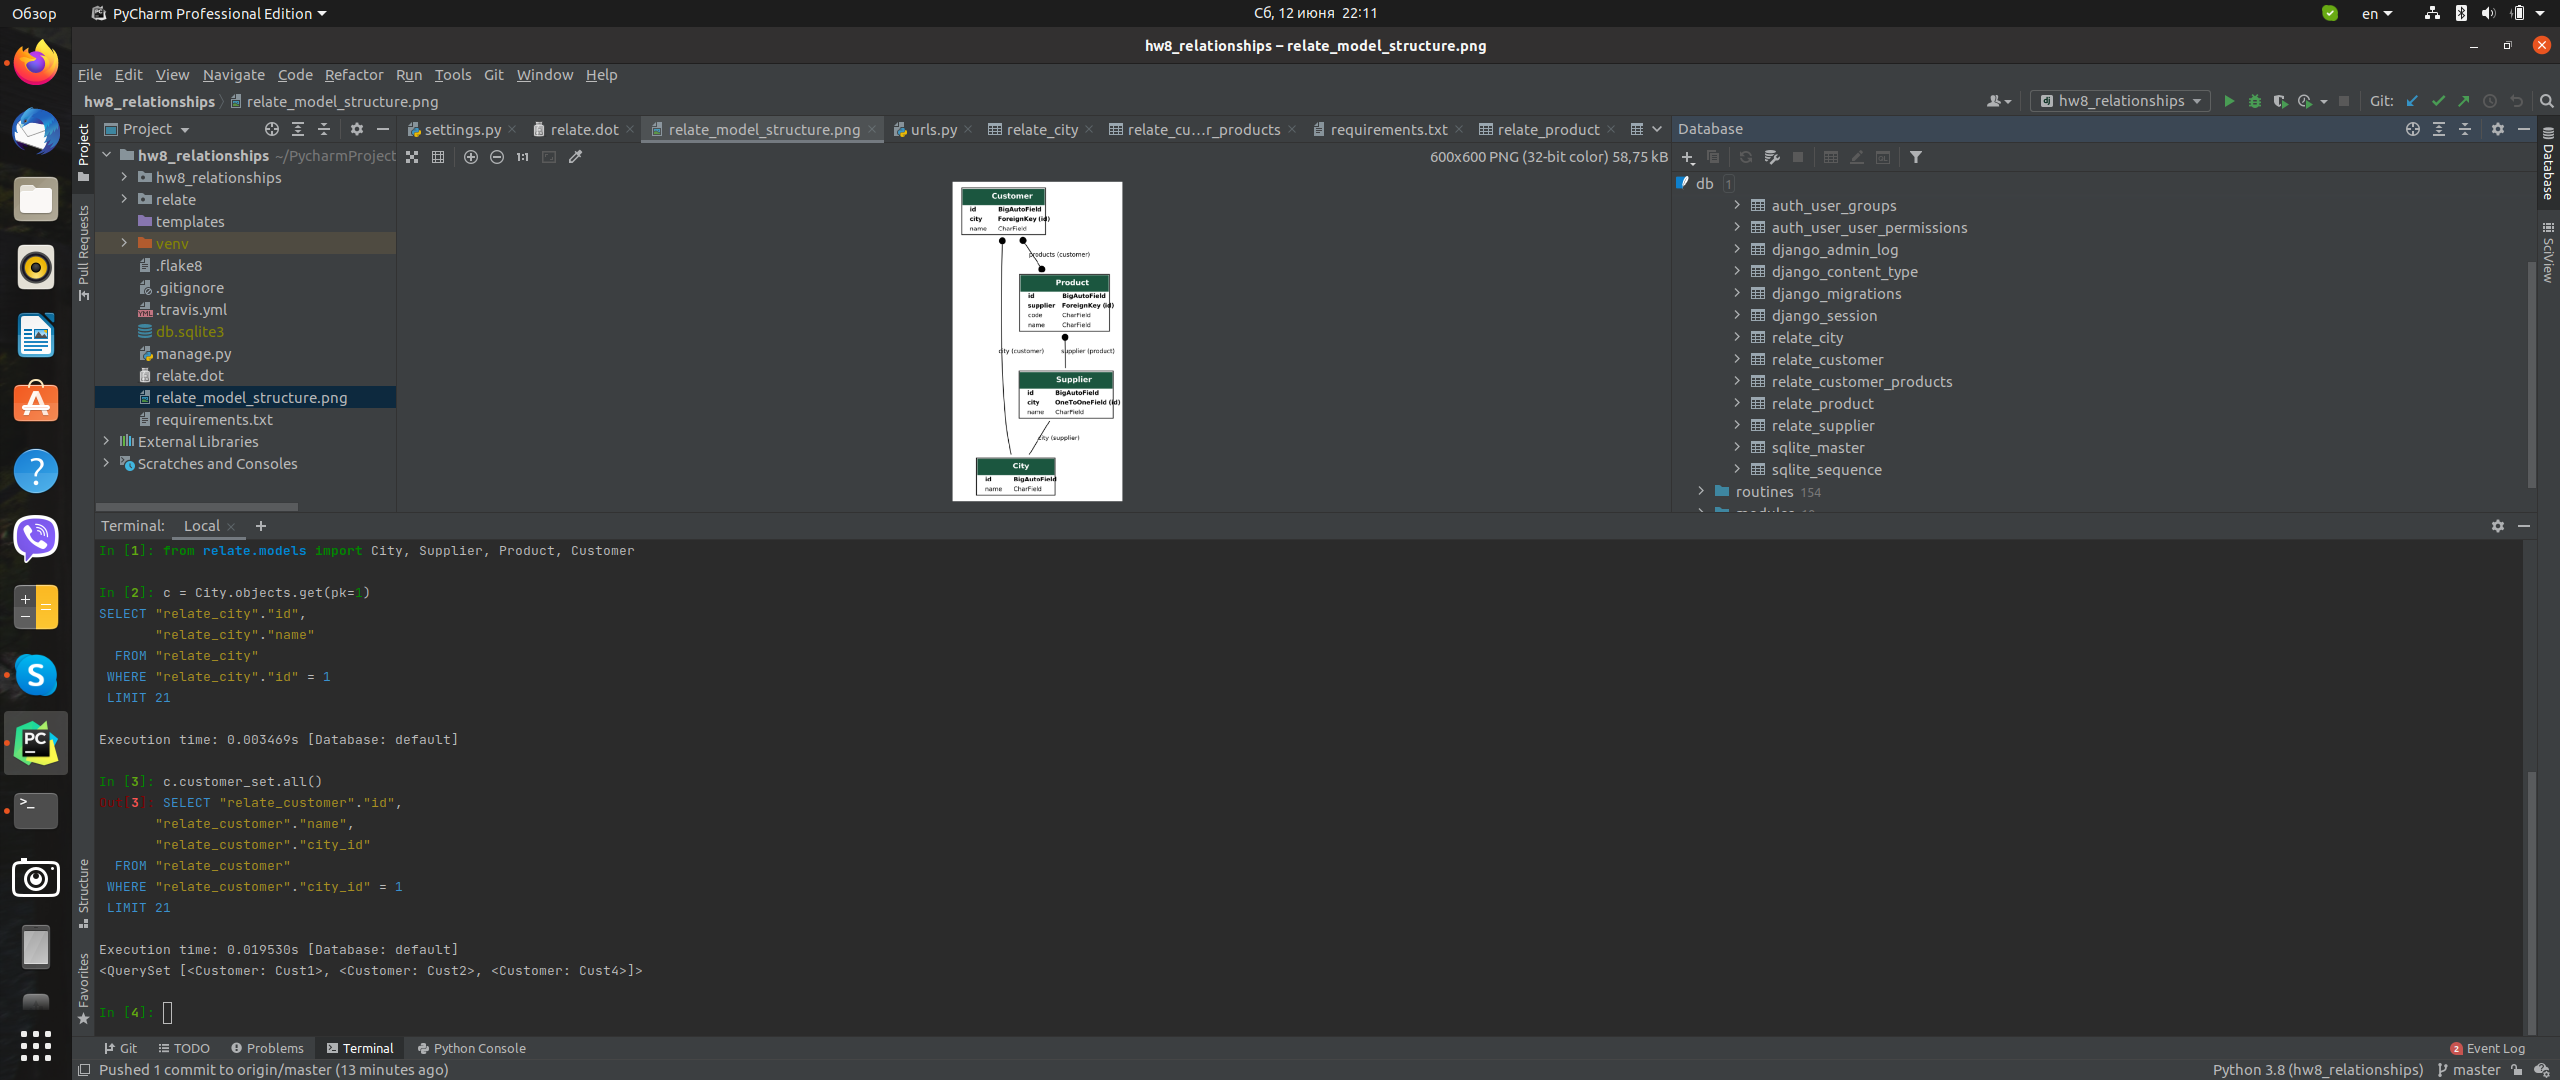 Обзор
PyCharm Professional Edition
Сб, 12 июня 22:11
en
hw8_relationships – relate_model_structure.png
File Edit View Navigate Code Refactor Run Tools Git Window Help
hw8_relationships relate_model_structure.png
hw8_relationships
Git:
Project
settings.py relate.dot relate_model_structure.png urls.py relate_city relate_cu...r_products requirements.txt relate_product
Database
600x600 PNG (32-bit color) 58,75 kB
Project
Pull Requests
Structure
Favorites
hw8_relationships ~/PycharmProject
hw8_relationships
relate
templates
venv
.flake8
.gitignore
.travis.yml
db.sqlite3
manage.py
relate.dot
relate_model_structure.png
requirements.txt
External Libraries
Scratches and Consoles
Customer
id BigAutoField
city ForeignKey (id)
name CharField
products (customer)
Product
id BigAutoField
supplier ForeignKey (id)
code CharField
name CharField
city (customer)
supplier (product)
Supplier
id BigAutoField
city OneToOneField (id)
name CharField
city (supplier)
City
id BigAutoField
name CharField
db 1
auth_user_groups
auth_user_user_permissions
django_admin_log
django_content_type
django_migrations
django_session
relate_city
relate_customer
relate_customer_products
relate_product
relate_supplier
sqlite_master
sqlite_sequence
routines 154
Database
SciView
Terminal: Local
In [1]: from relate.models import City, Supplier, Product, Customer
In [2]: c = City.objects.get(pk=1)
SELECT "relate_city"."id",
"relate_city"."name"
FROM "relate_city"
WHERE "relate_city"."id" = 1
LIMIT 21
Execution time: 0.003469s [Database: default]
In [3]: c.customer_set.all()
Out[3]: SELECT "relate_customer"."id",
"relate_customer"."name",
"relate_customer"."city_id"
FROM "relate_customer"
WHERE "relate_customer"."city_id" = 1
LIMIT 21
Execution time: 0.019530s [Database: default]
<QuerySet [<Customer: Cust1>, <Customer: Cust2>, <Customer: Cust4>]>
In [4]:
Git TODO Problems Terminal Python Console
2 Event Log
Pushed 1 commit to origin/master (13 minutes ago)
Python 3.8 (hw8_relationships) master